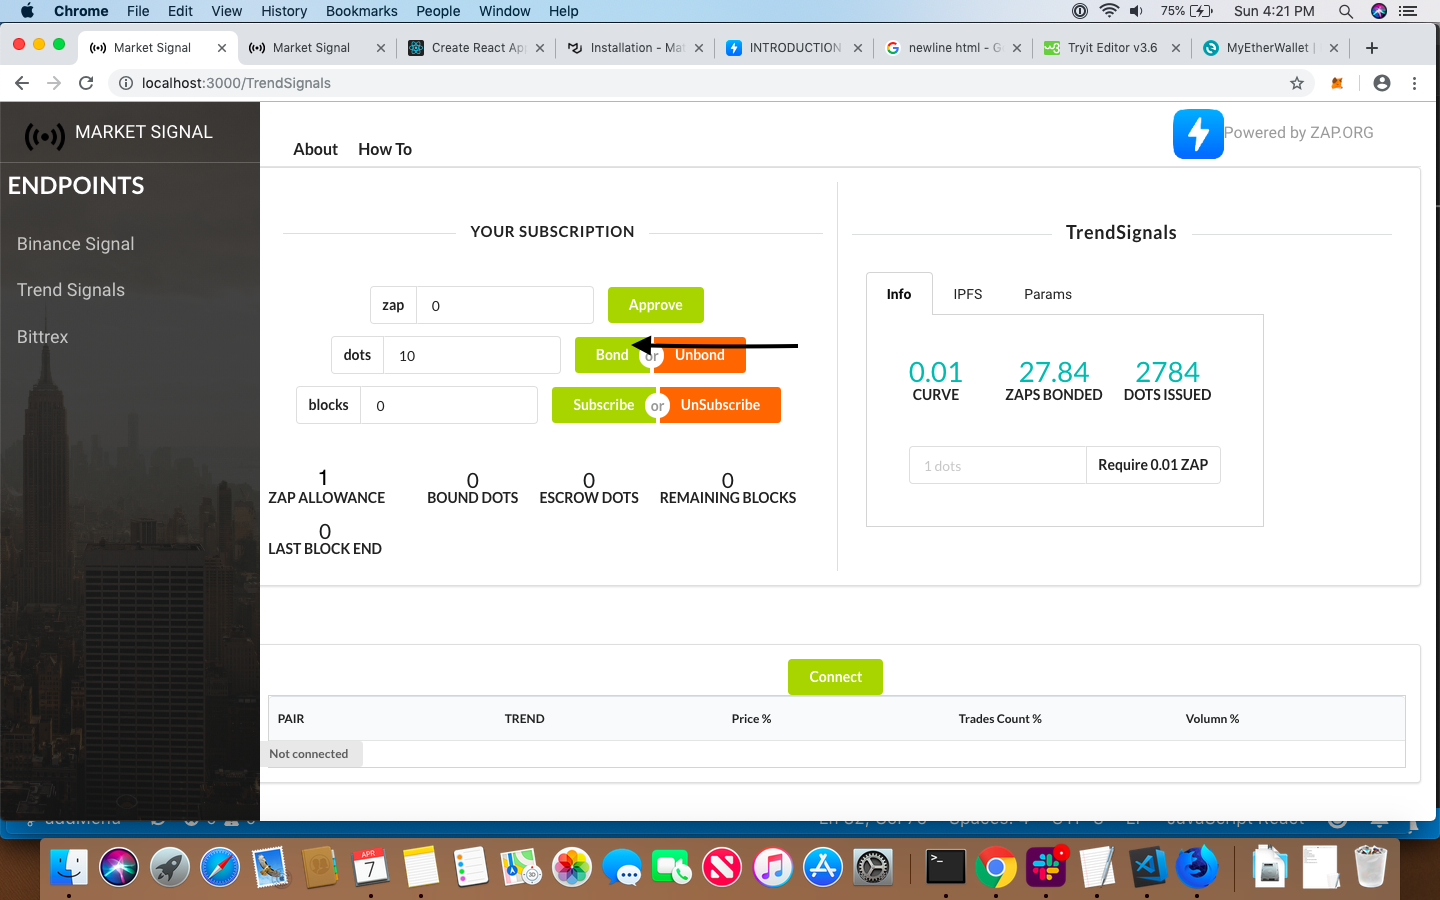 Chrome File Edit View History Bookmarks People Window Help 75% Sun 4:21 PM
Market Signal Market Signal Create React Ap Installation - Ma INTRODUCTION newline html - G Tryit Editor v3.6 MyEtherWallet |
localhost:3000/TrendSignals
MARKET SIGNAL
Powered by ZAP.ORG
About How To
ENDPOINTS
Binance Signal
Trend Signals
Bittrex
YOUR SUBSCRIPTION
zap 0 Approve
dots 10 Bond or Unbond
blocks 0 Subscribe or UnSubscribe
1 0 0 0
ZAP ALLOWANCE BOUND DOTS ESCROW DOTS REMAINING BLOCKS
0
LAST BLOCK END
TrendSignals
Info IPFS Params
0.01 27.84 2784
CURVE ZAPS BONDED DOTS ISSUED
1 dots Require 0.01 ZAP
Connect
PAIR TREND Price % Trades Count % Volumn %
Not connected
APR
7